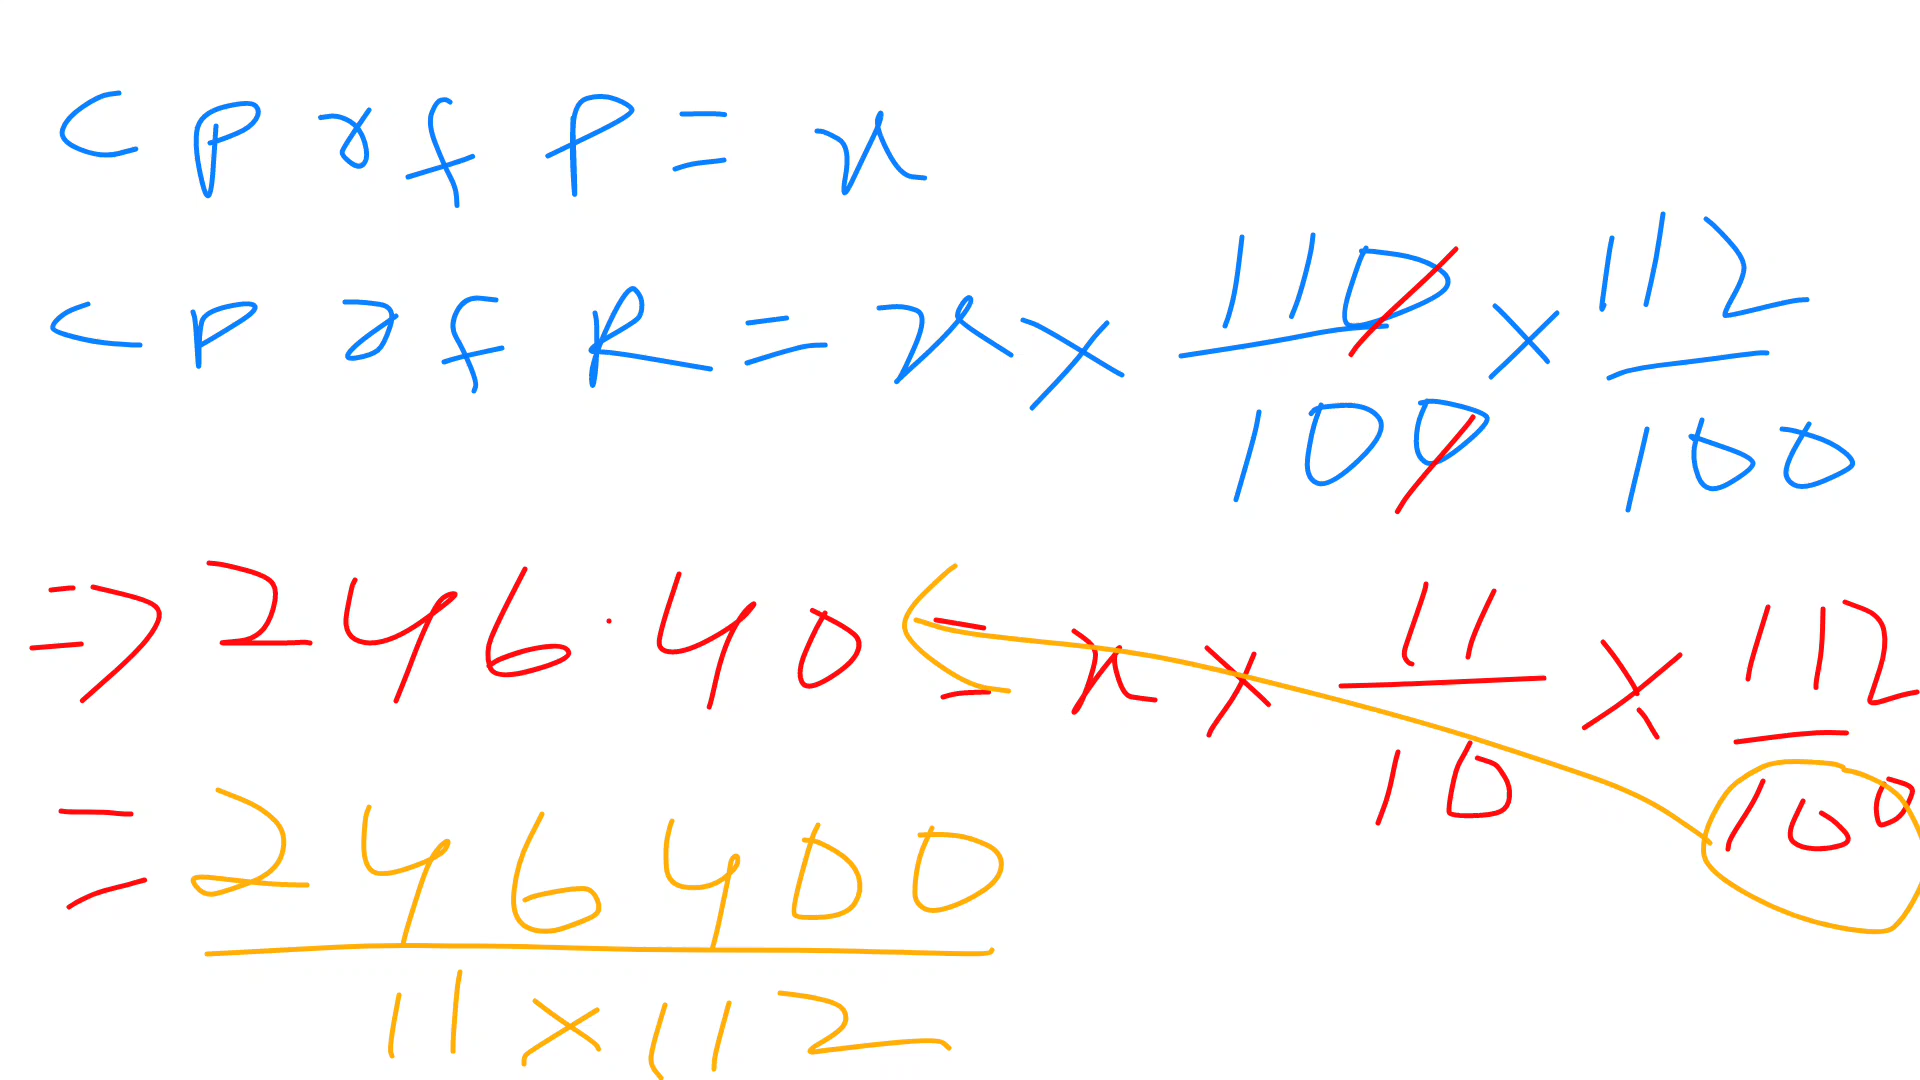 CP of P = x
CP of R = x × 110/100 × 112/100
⇒ 246.40 = x × 11/10 × 112/100
= 246400/11×112